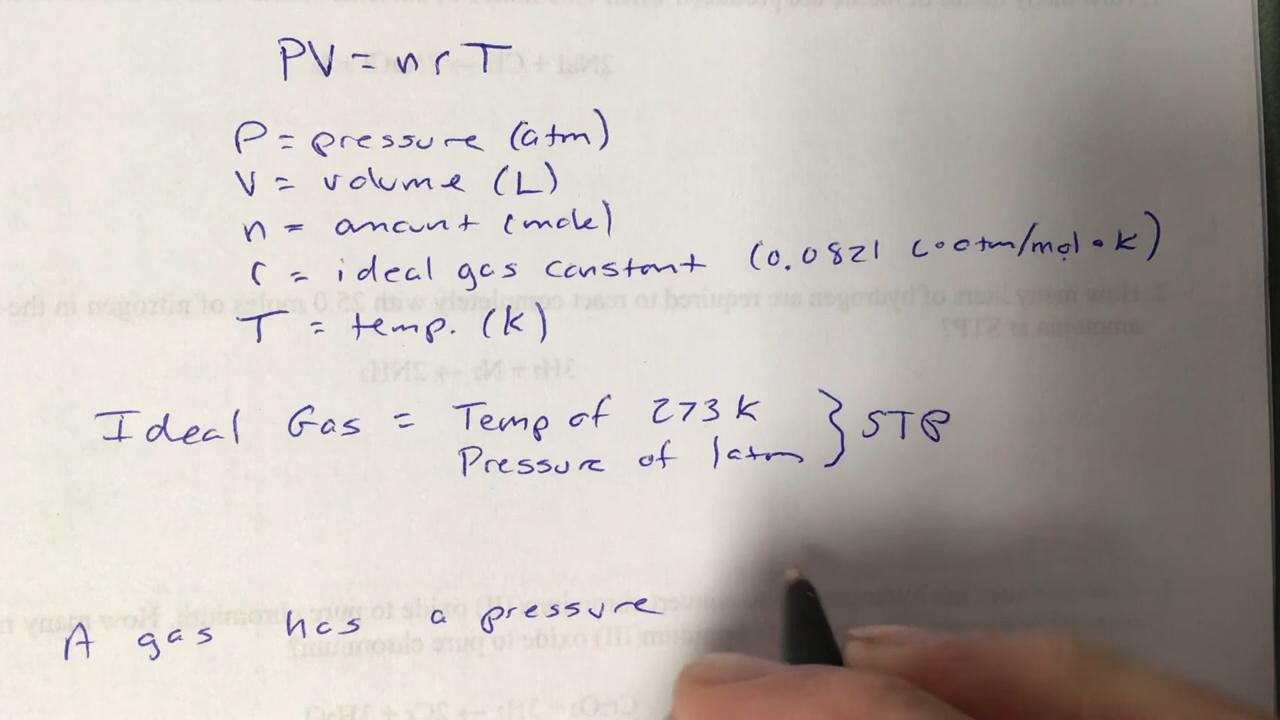 PV = nrT
P = pressure (atm)
V = volume (L)
n = amount (mole)
r = ideal gas constant (0.0821 L∘atm/mol∘K)
T = temp. (K)
Ideal Gas = Temp of 273K } STP
Pressure of 1atm
A gas has a pressure